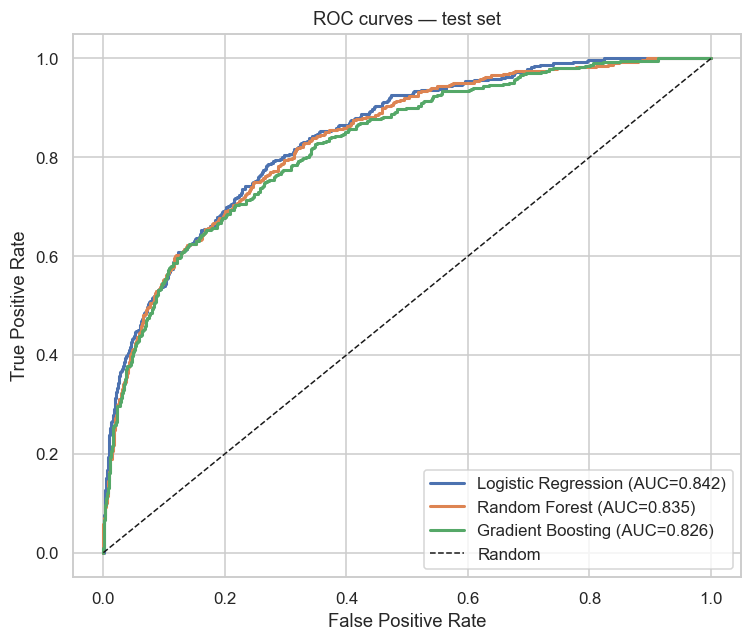 ROC curves — test set
True Positive Rate
1.0
0.8
0.6
0.4
0.2
0.0
0.0 0.2 0.4 0.6 0.8 1.0
False Positive Rate
Logistic Regression (AUC=0.842)
Random Forest (AUC=0.835)
Gradient Boosting (AUC=0.826)
Random